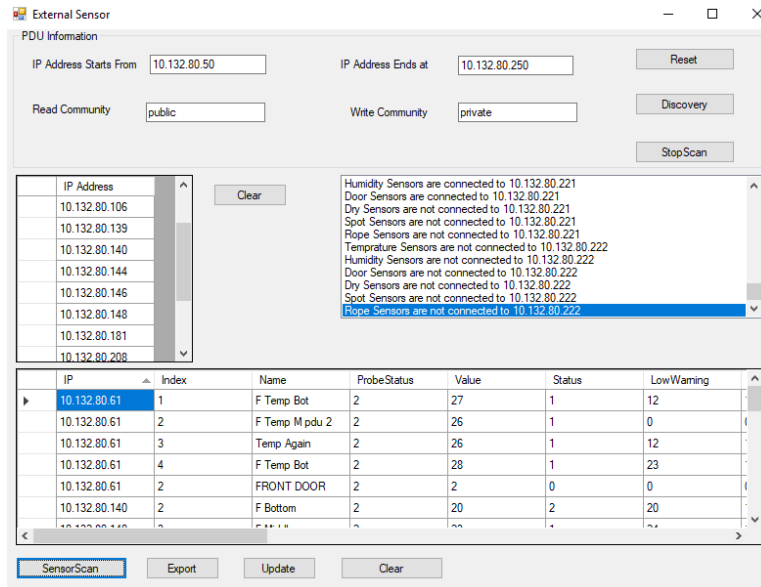 External Sensor
PDU Information
IP Address Starts From 10.132.80.50 IP Address Ends at 10.132.80.250 Reset
Read Community public Write Community private Discovery
StopScan
IP Address
10.132.80.106
10.132.80.139
10.132.80.140
10.132.80.144
10.132.80.146
10.132.80.148
10.132.80.181
10.132.80.208
Clear
Humidity Sensors are connected to 10.132.80.221
Door Sensors are connected to 10.132.80.221
Dry Sensors are not connected to 10.132.80.221
Spot Sensors are not connected to 10.132.80.221
Rope Sensors are not connected to 10.132.80.221
Temprature Sensors are not connected to 10.132.80.222
Humidity Sensors are not connected to 10.132.80.222
Door Sensors are not connected to 10.132.80.222
Dry Sensors are not connected to 10.132.80.222
Spot Sensors are not connected to 10.132.80.222
Rope Sensors are not connected to 10.132.80.222
IP Index Name ProbeStatus Value Status LowWarning
10.132.80.61 1 F Temp Bot 2 27 1 12
10.132.80.61 2 F Temp M pdu 2 2 26 1 0
10.132.80.61 3 Temp Again 2 26 1 12
10.132.80.61 4 F Temp Bot 2 28 1 23
10.132.80.61 2 FRONT DOOR 2 2 0 0
10.132.80.140 2 F Bottom 2 20 2 20
SensorScan Export Update Clear